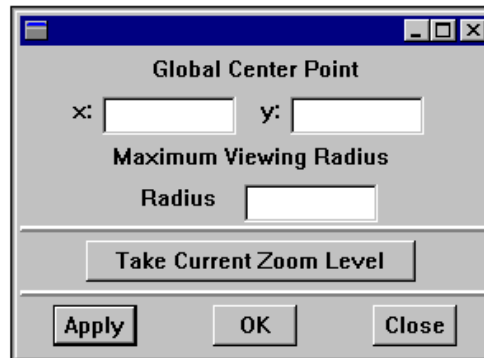 Global Center Point
x: y:
Maximum Viewing Radius
Radius
Take Current Zoom Level
Apply OK Close